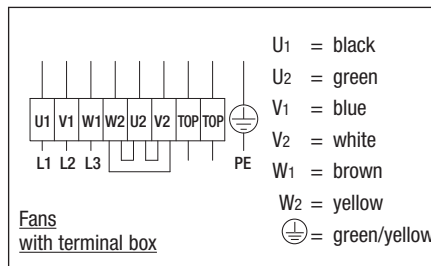 U1 = black
U2 = green
V1 = blue
V2 = white
W1 = brown
W2 = yellow
= green/yellow
U1 V1 W1 W2 U2 V2 TOP TOP
L1 L2 L3 PE
Fans
with terminal box